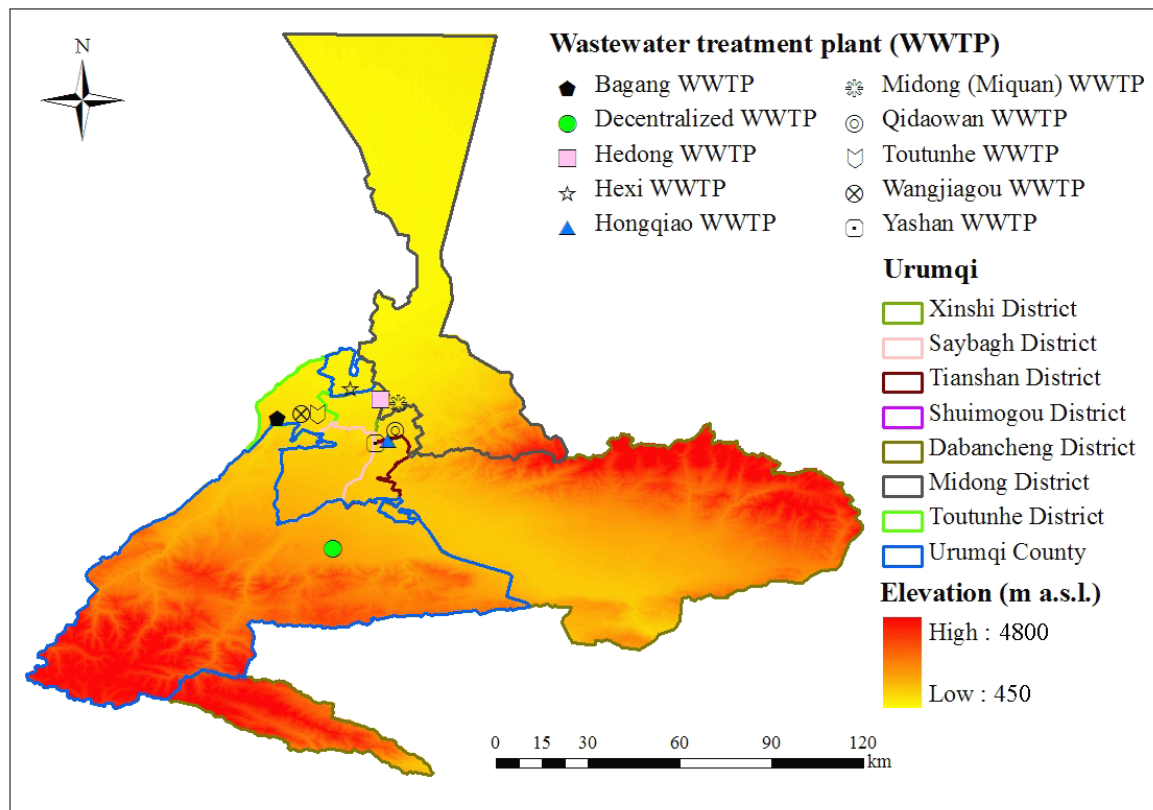 N
Wastewater treatment plant (WWTP)
Bagang WWTP
Decentralized WWTP
Hedong WWTP
Hexi WWTP
Hongqiao WWTP
Midong (Miquan) WWTP
Qidaowan WWTP
Toutunhe WWTP
Wangjiagou WWTP
Yashan WWTP
Urumqi
Xinshi District
Saybagh District
Tianshan District
Shuimogou District
Dabancheng District
Midong District
Toutunhe District
Urumqi County
Elevation (m a.s.l.)
High : 4800
Low : 450
0 15 30 60 90 120
km